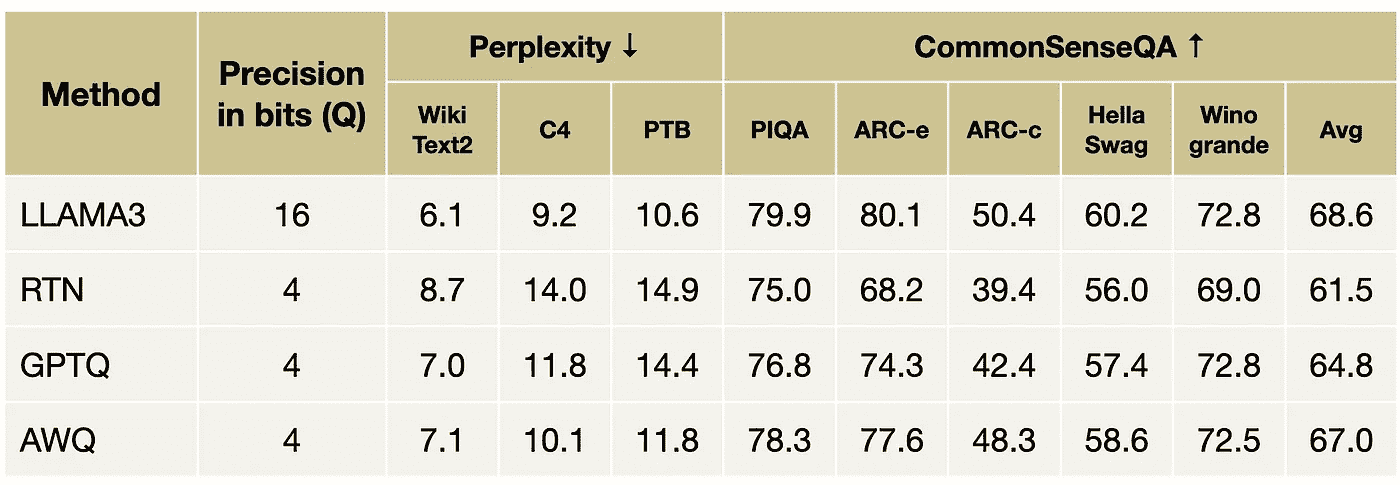 Method Precision in bits (Q) Perplexity ↓ CommonSenseQA ↑
Wiki Text2 C4 PTB PIQA ARC-e ARC-c Hella Swag Wino grande Avg
LLAMA3 16 6.1 9.2 10.6 79.9 80.1 50.4 60.2 72.8 68.6
RTN 4 8.7 14.0 14.9 75.0 68.2 39.4 56.0 69.0 61.5
GPTQ 4 7.0 11.8 14.4 76.8 74.3 42.4 57.4 72.8 64.8
AWQ 4 7.1 10.1 11.8 78.3 77.6 48.3 58.6 72.5 67.0